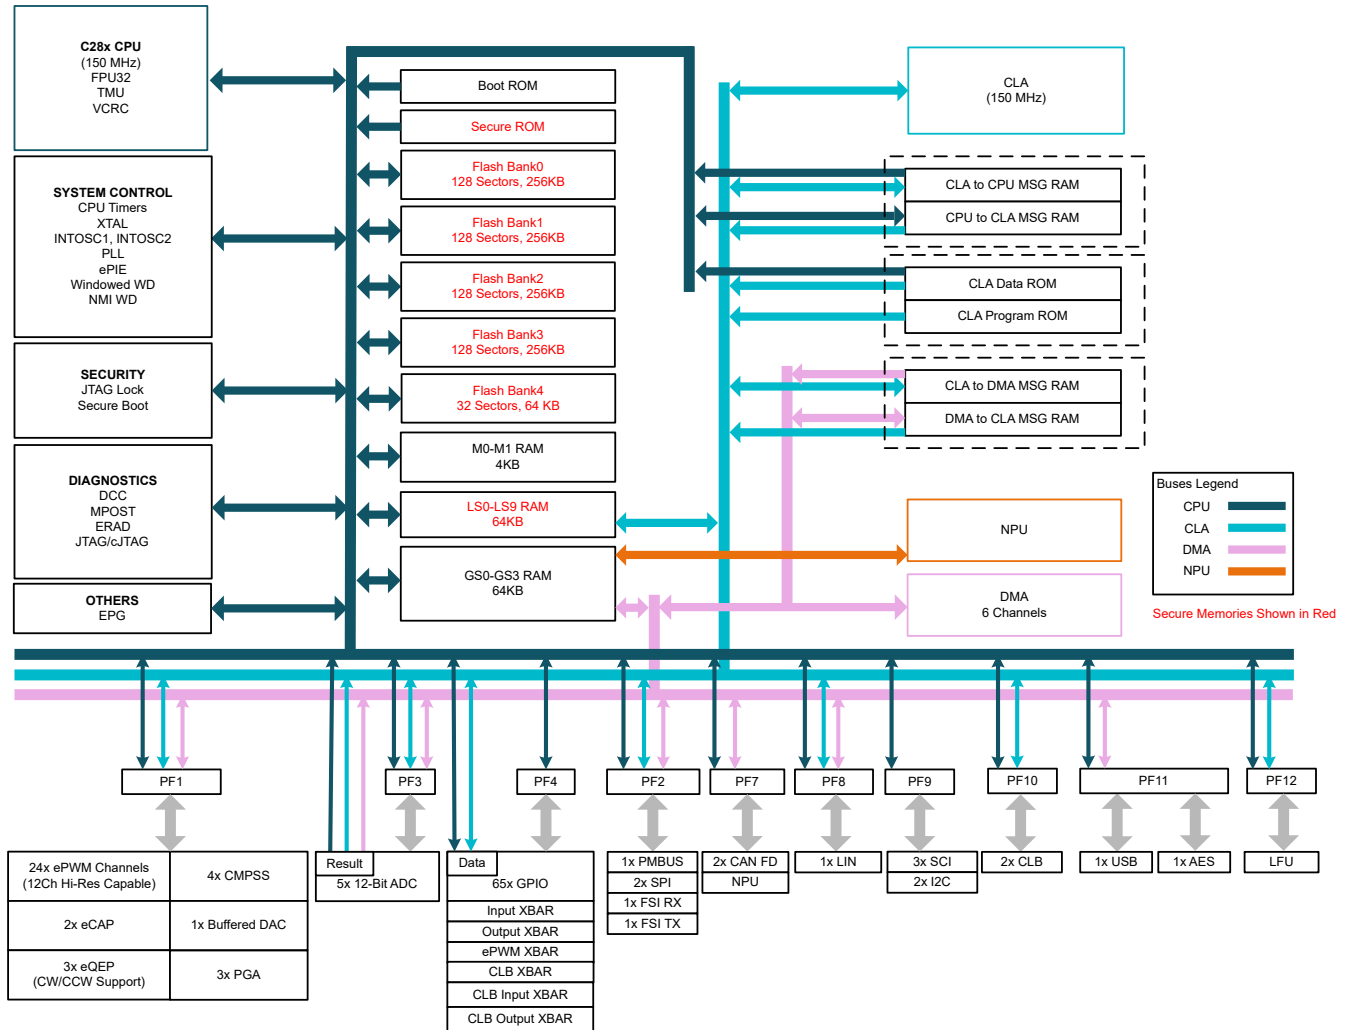 C28x CPU
(150 MHz)
FPU32
TMU
VCRC
SYSTEM CONTROL
CPU Timers
XTAL
INTOSC1, INTOSC2
PLL
ePIE
Windowed WD
NMI WD
SECURITY
JTAG Lock
Secure Boot
DIAGNOSTICS
DCC
MPOST
ERAD
JTAG/cJTAG
OTHERS
EPG
Boot ROM
Secure ROM
Flash Bank0
128 Sectors, 256KB
Flash Bank1
128 Sectors, 256KB
Flash Bank2
128 Sectors, 256KB
Flash Bank3
128 Sectors, 256KB
Flash Bank4
32 Sectors, 64 KB
M0-M1 RAM
4KB
LS0-LS9 RAM
64KB
GS0-GS3 RAM
64KB
CLA
(150 MHz)
CLA to CPU MSG RAM
CPU to CLA MSG RAM
CLA Data ROM
CLA Program ROM
CLA to DMA MSG RAM
DMA to CLA MSG RAM
NPU
DMA
6 Channels
Buses Legend
CPU
CLA
DMA
NPU
Secure Memories Shown in Red
PF1
PF3
PF4
PF2
PF7
PF8
PF9
PF10
PF11
PF12
24x ePWM Channels
(12Ch Hi-Res Capable)
4x CMPSS
2x eCAP
1x Buffered DAC
3x eQEP
(CW/CCW Support)
3x PGA
Result
5x 12-Bit ADC
Data
65x GPIO
Input XBAR
Output XBAR
ePWM XBAR
CLB XBAR
CLB Input XBAR
CLB Output XBAR
1x PMBUS
2x SPI
1x FSI RX
1x FSI TX
2x CAN FD
NPU
1x LIN
3x SCI
2x I2C
2x CLB
1x USB
1x AES
LFU